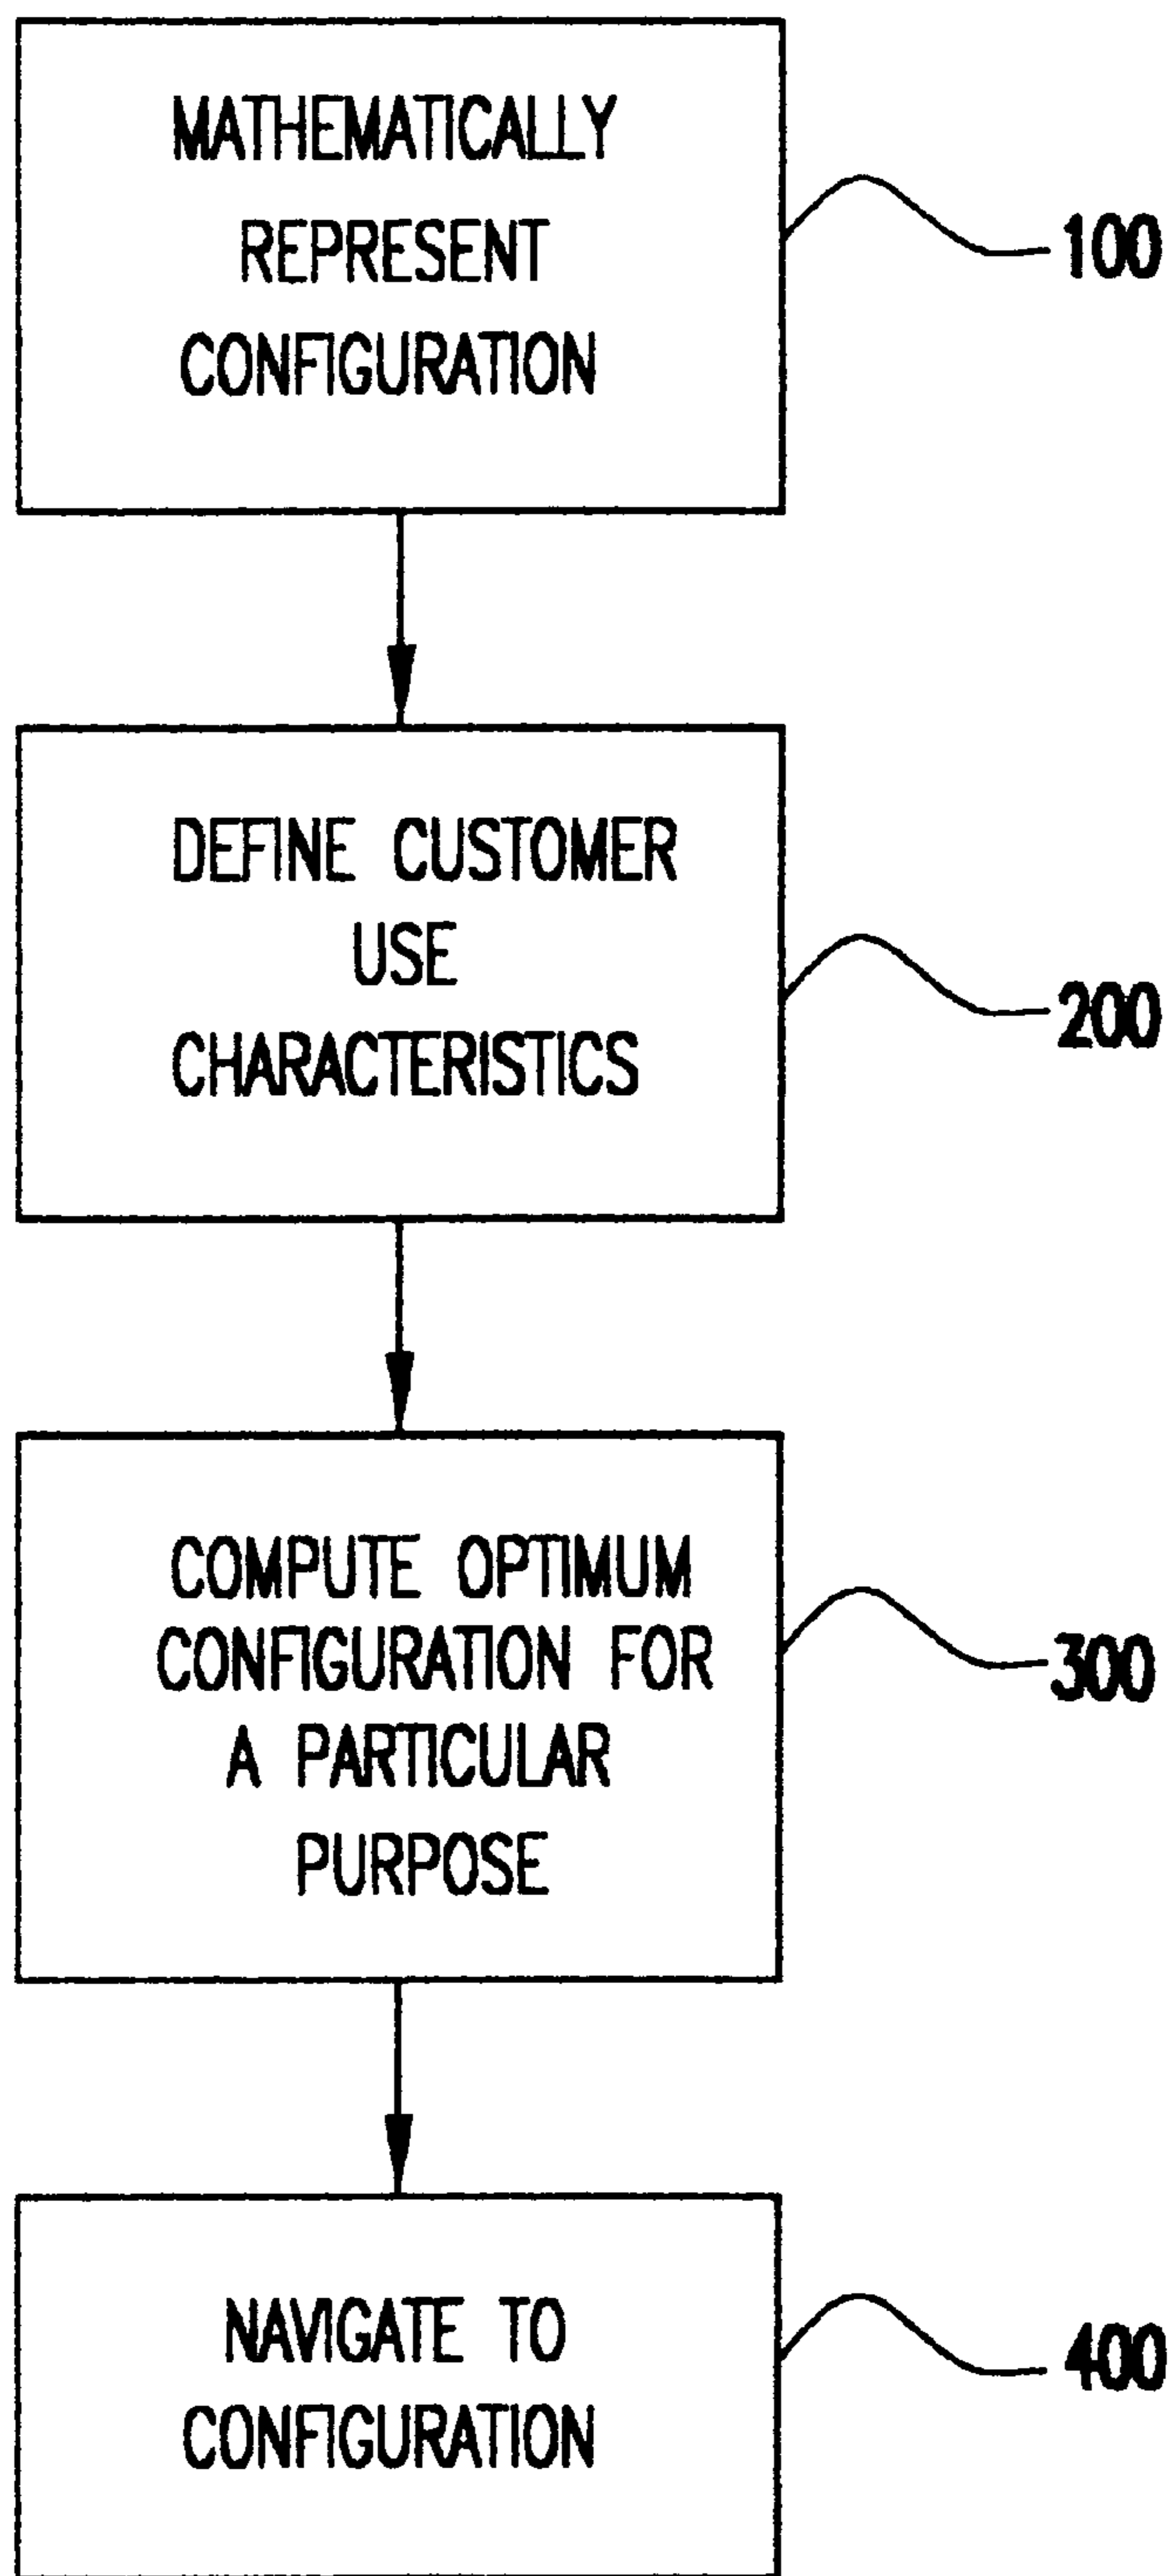 MATHEMATICALLY
REPRESENT
CONFIGURATION
100
DEFINE CUSTOMER
USE
CHARACTERISTICS
200
COMPUTE OPTIMUM
CONFIGURATION FOR
A PARTICULAR
PURPOSE
300
NAVIGATE TO
CONFIGURATION
400